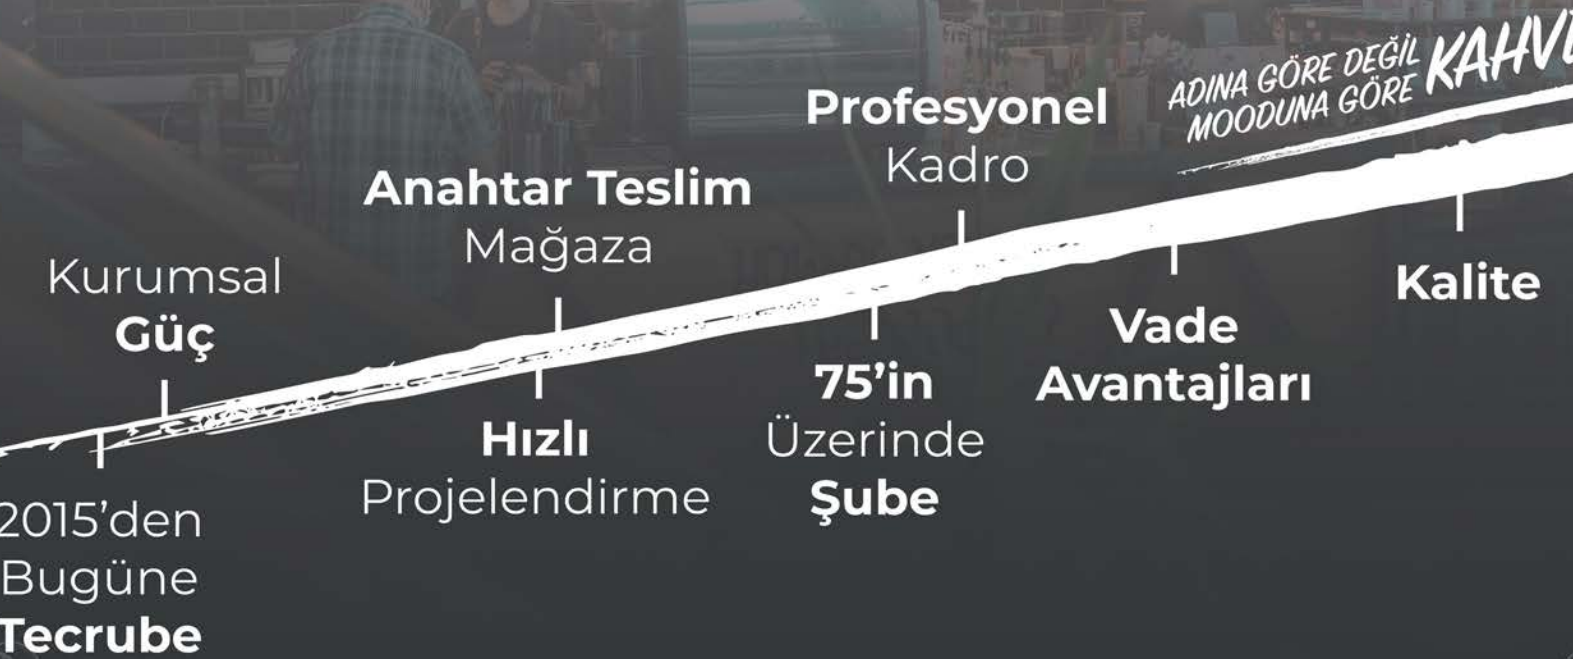 ADINA GÖRE DEĞİL
MOODUNA GÖRE
Profesyonel
Kadro
Anahtar Teslim
Mağaza
Kurumsal
Güç
Kalite
Vade
Avantajları
75’in
Üzerinde
Şube
Hızlı
Projelendirme
2015’den
Bugüne
Tecrube